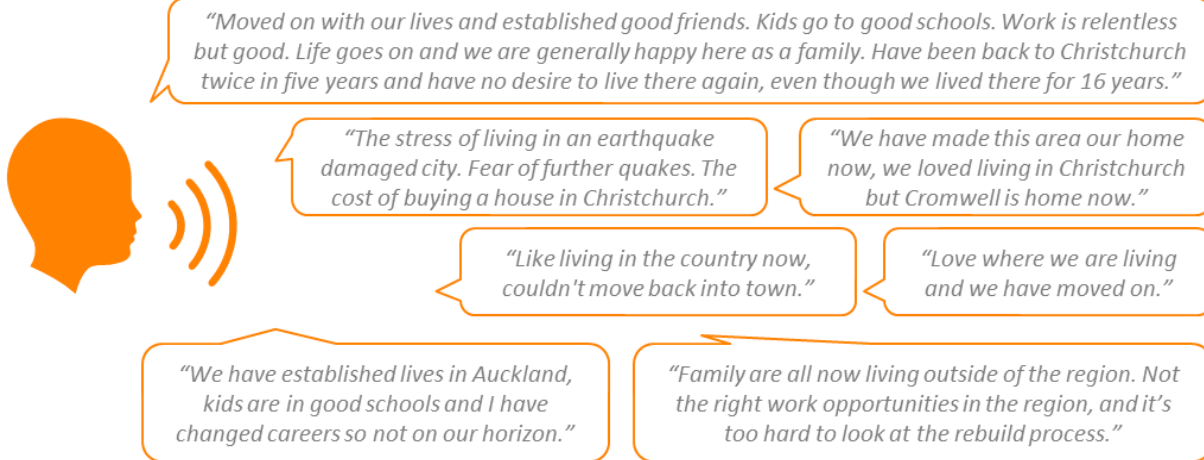 “Moved on with our lives and established good friends. Kids go to good schools. Work is relentless
but good. Life goes on and we are generally happy here as a family. Have been back to Christchurch
twice in five years and have no desire to live there again, even though we lived there for 16 years.”
“The stress of living in an earthquake
damaged city. Fear of further quakes. The
cost of buying a house in Christchurch.”
“We have made this area our home
now, we loved living in Christchurch
but Cromwell is home now.”
“Like living in the country now,
couldn't move back into town.”
“Love where we are living
and we have moved on.”
“We have established lives in Auckland,
kids are in good schools and I have
changed careers so not on our horizon.”
“Family are all now living outside of the region. Not
the right work opportunities in the region, and it’s
too hard to look at the rebuild process.”